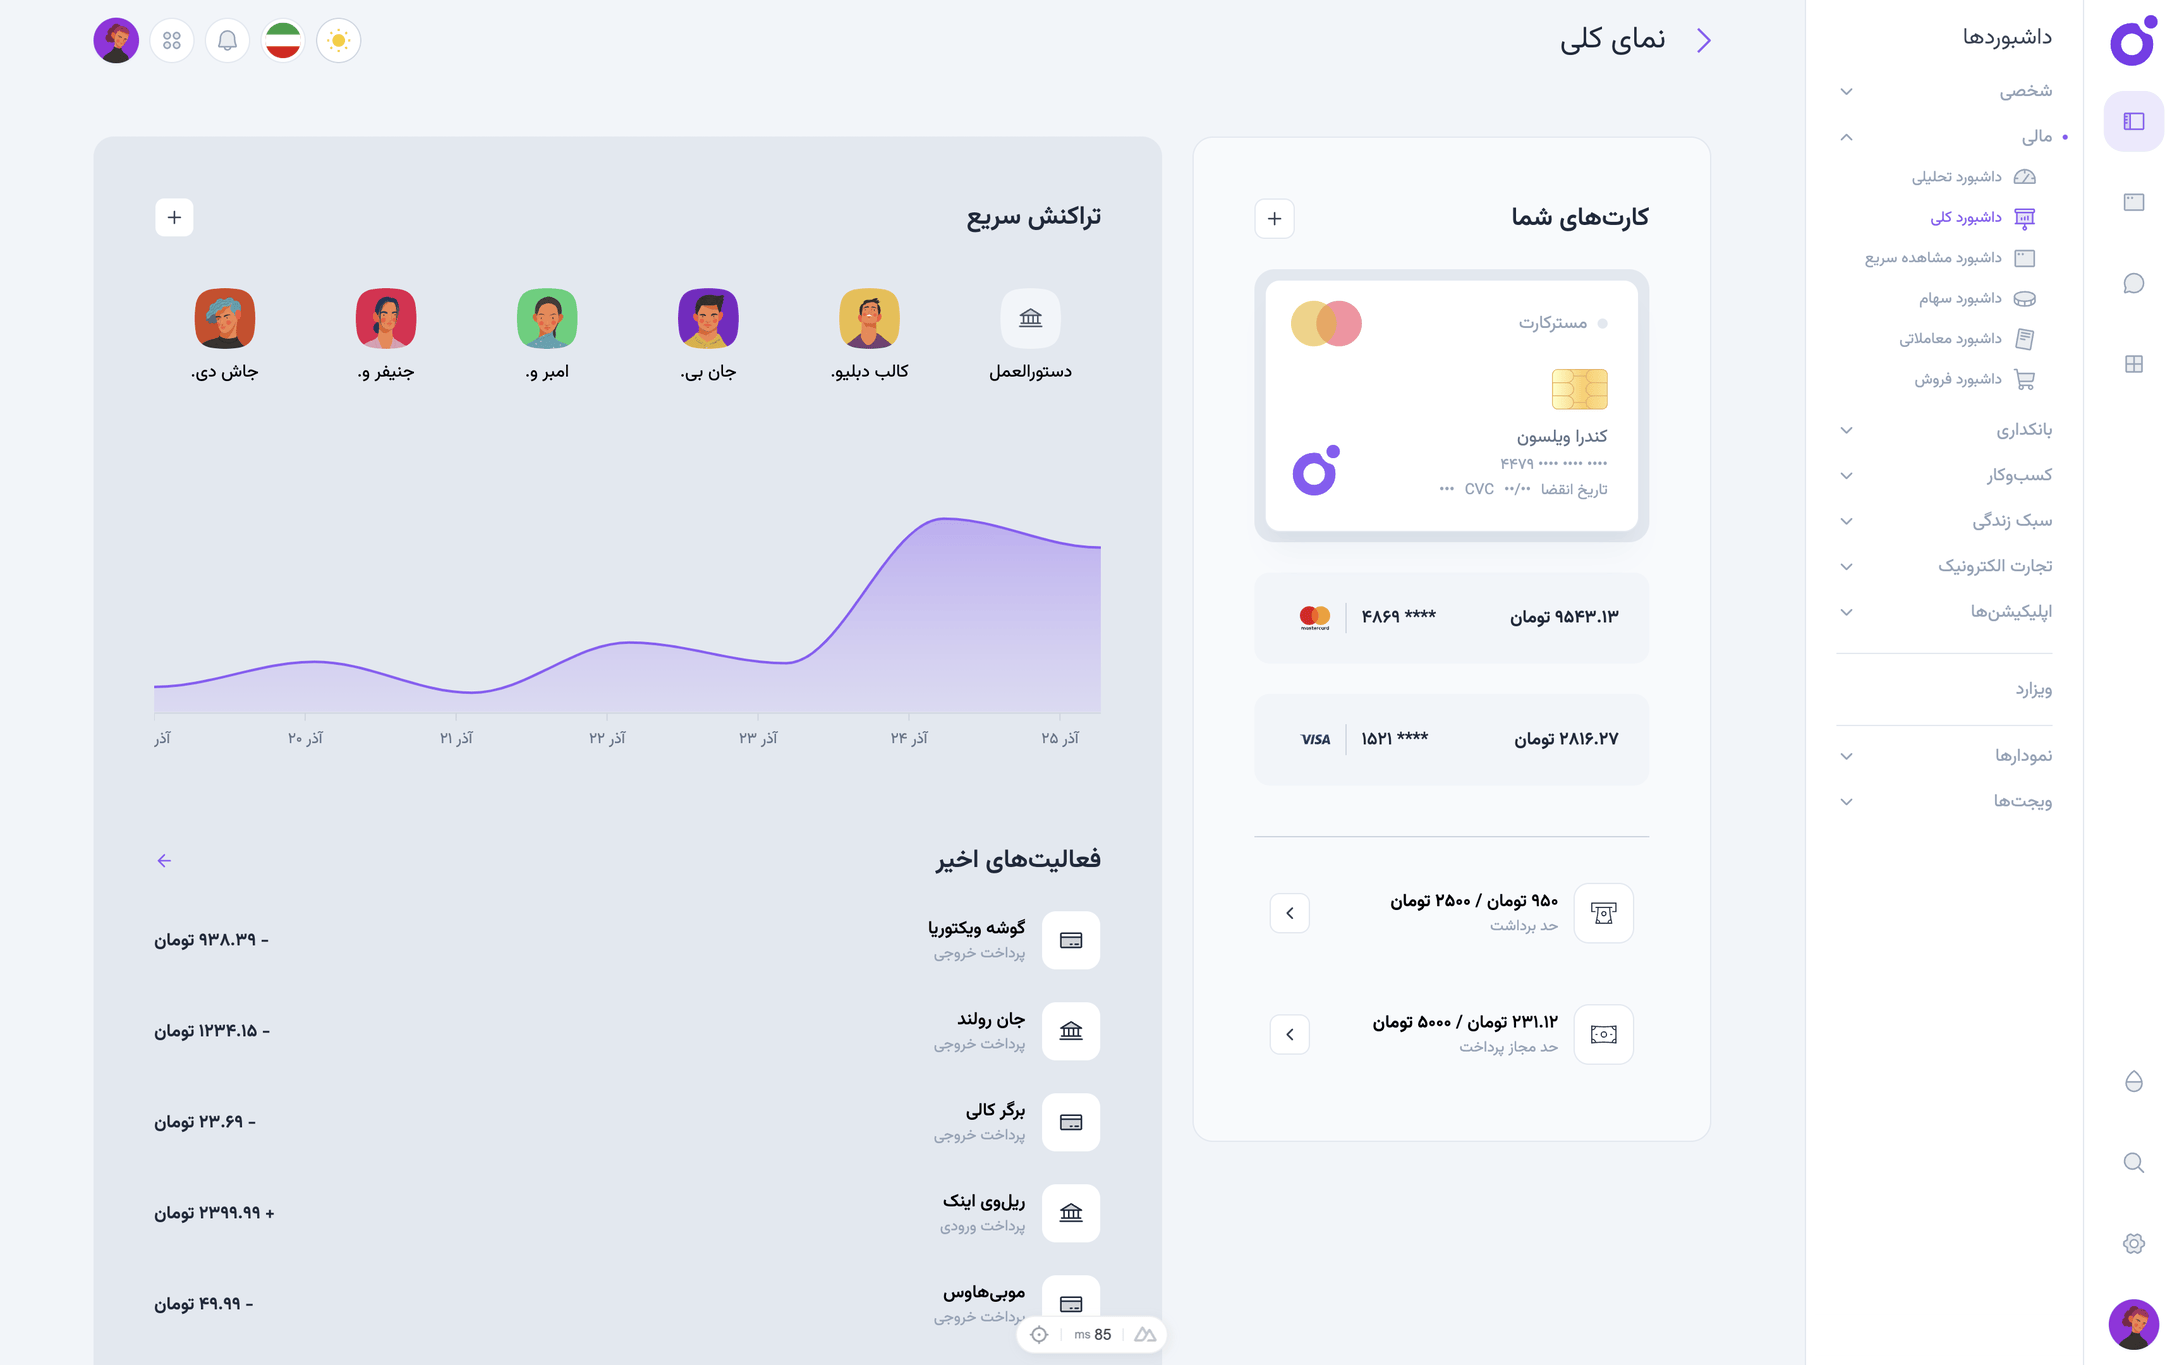 داشبوردها
شخصی
مالی
داشبورد تحلیلی
داشبورد کلی
داشبورد مشاهده سریع
داشبورد سهام
داشبورد معاملاتی
داشبورد فروش
بانکداری
کسب‌وکار
سبک زندگی
تجارت الکترونیک
اپلیکیشن‌ها
ویزارد
نمودارها
ویجت‌ها
نمای کلی
کارت‌های شما
مسترکارت
کندرا ویلسون
•••• •••• •••• ۴۴۷۹
تاریخ انقضا ••/•• CVC •••
۹۵۴۳.۱۳ تومان
**** ۴۸۶۹
mastercard
۲۸۱۶.۲۷ تومان
**** ۱۵۲۱
VISA
۹۵۰ تومان / ۲۵۰۰ تومان
حد برداشت
۲۳۱.۱۲ تومان / ۵۰۰۰ تومان
حد مجاز پرداخت
تراکنش سریع
دستورالعمل
کالب دبلیو.
جان بی.
امبر و.
جنیفر و.
جاش دی.
۲۵ آذر
۲۴ آذر
۲۳ آذر
۲۲ آذر
۲۱ آذر
۲۰ آذر
آذر
فعالیت‌های اخیر
گوشه ویکتوریا
پرداخت خروجی
- ۹۳۸.۳۹ تومان
جان رولند
پرداخت خروجی
- ۱۲۳۴.۱۵ تومان
برگر کالی
پرداخت خروجی
- ۲۳.۶۹ تومان
ریل‌وی اینک
پرداخت ورودی
+ ۲۳۹۹.۹۹ تومان
موبی‌هاوس
پرداخت خروجی
- ۴۹.۹۹ تومان
85 ms